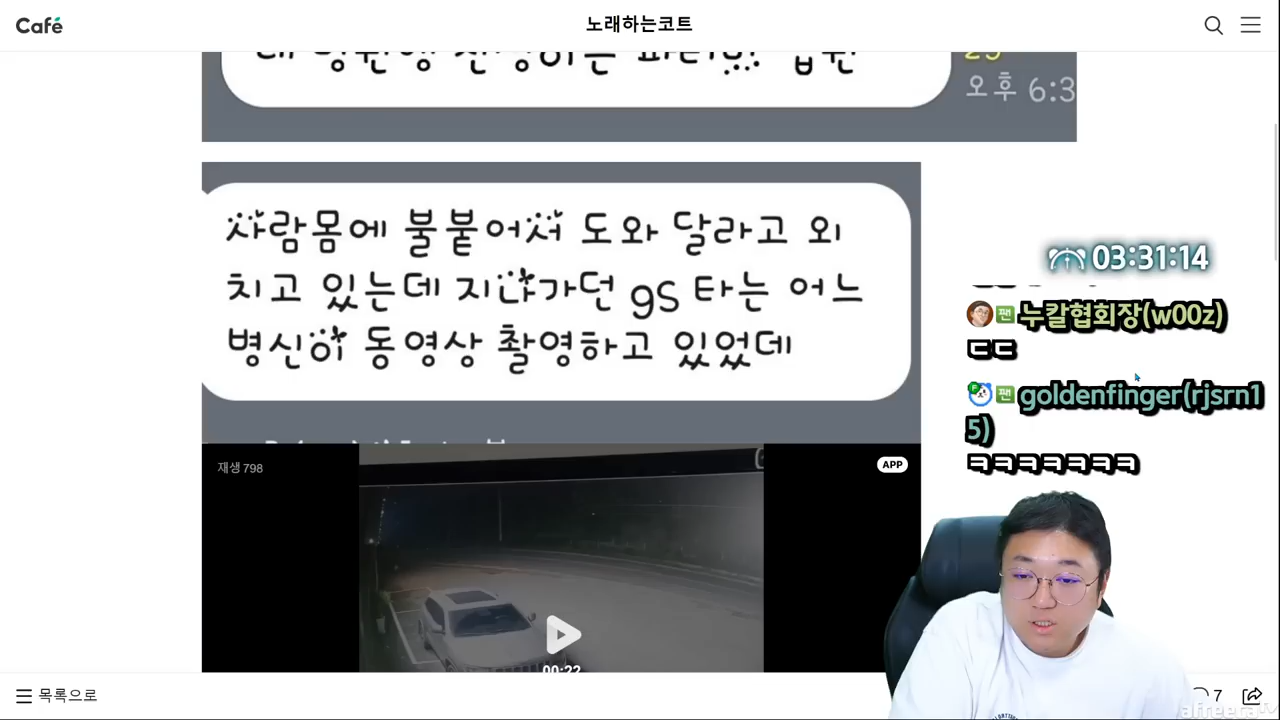 Café
노래하는코트
오후 6:3
사람몸에 불붙어서 도와 달라고 외
치고 있는데 지나가던 gs 타는 어느
병신이 동영상 촬영하고 있었데
재생 798
APP
00:22
03:31:14
팬 누칼협회장(w00z)
ㄷㄷ
팬 goldenfinger(rjsrn1
5)
ㅋㅋㅋㅋㅋㅋㅋ
목록으로
7
afreecaTV